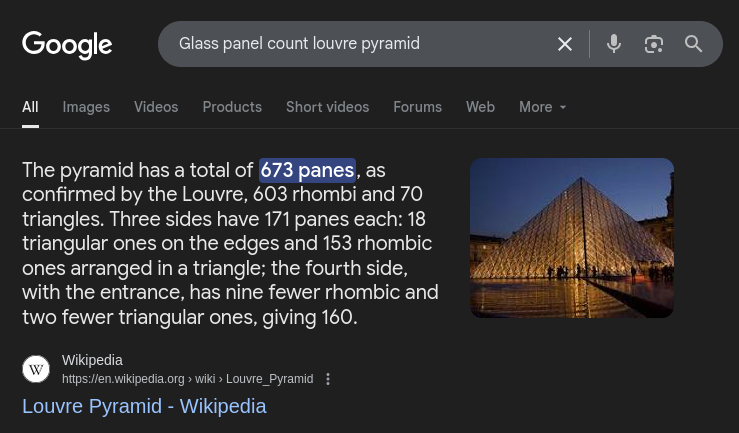 Google
Glass panel count louvre pyramid
All Images Videos Products Short videos Forums Web More
The pyramid has a total of 673 panes, as
confirmed by the Louvre, 603 rhombi and 70
triangles. Three sides have 171 panes each: 18
triangular ones on the edges and 153 rhombic
ones arranged in a triangle; the fourth side,
with the entrance, has nine fewer rhombic and
two fewer triangular ones, giving 160.
W
Wikipedia
https://en.wikipedia.org › wiki › Louvre_Pyramid
Louvre Pyramid - Wikipedia